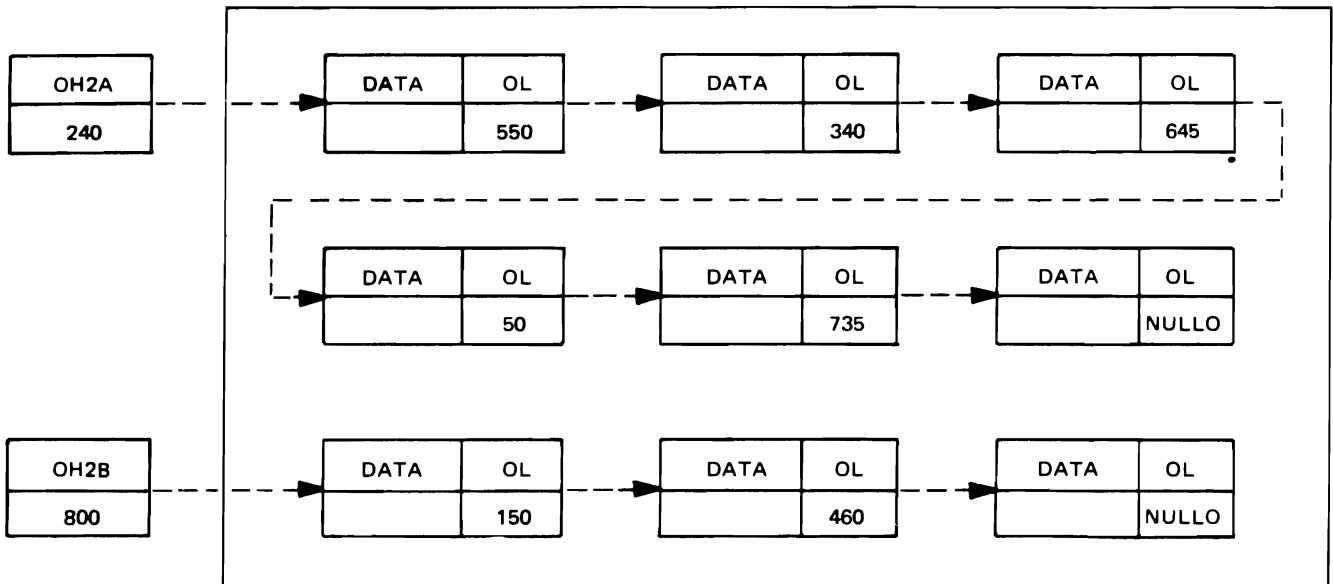 OH2A DATA OL DATA OL DATA OL
240 550 340 645
DATA OL DATA OL DATA OL
50 735 NULLO
OH2B DATA OL DATA OL DATA OL
800 150 460 NULLO